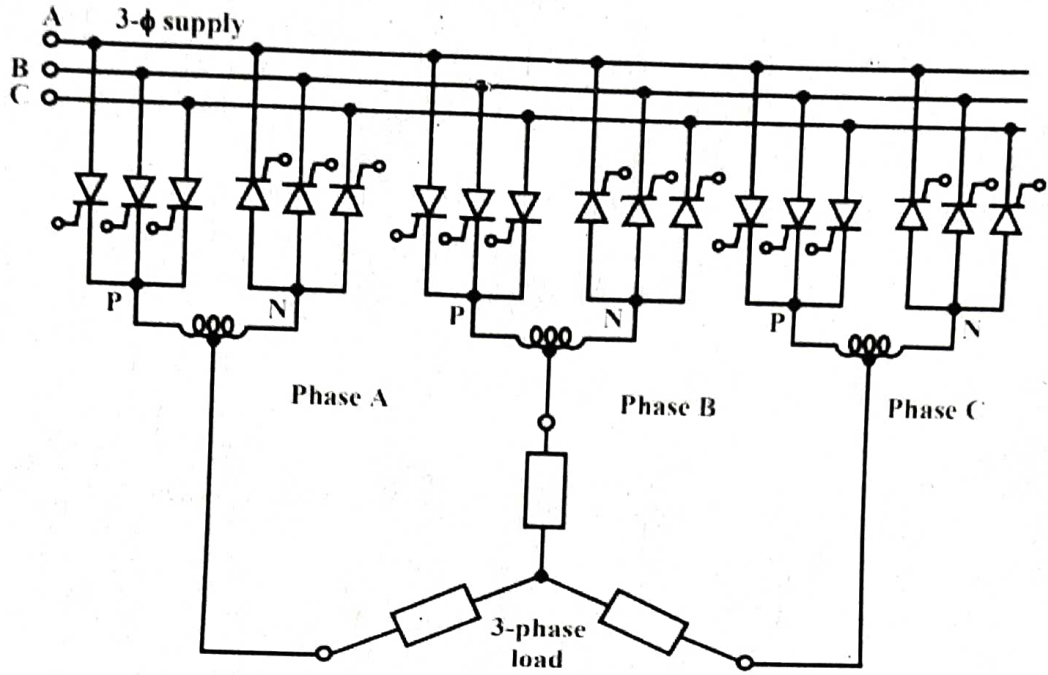 A
3-ϕ supply
B
C
P
N
P
N
P
N
Phase A
Phase B
Phase C
3-phase
load